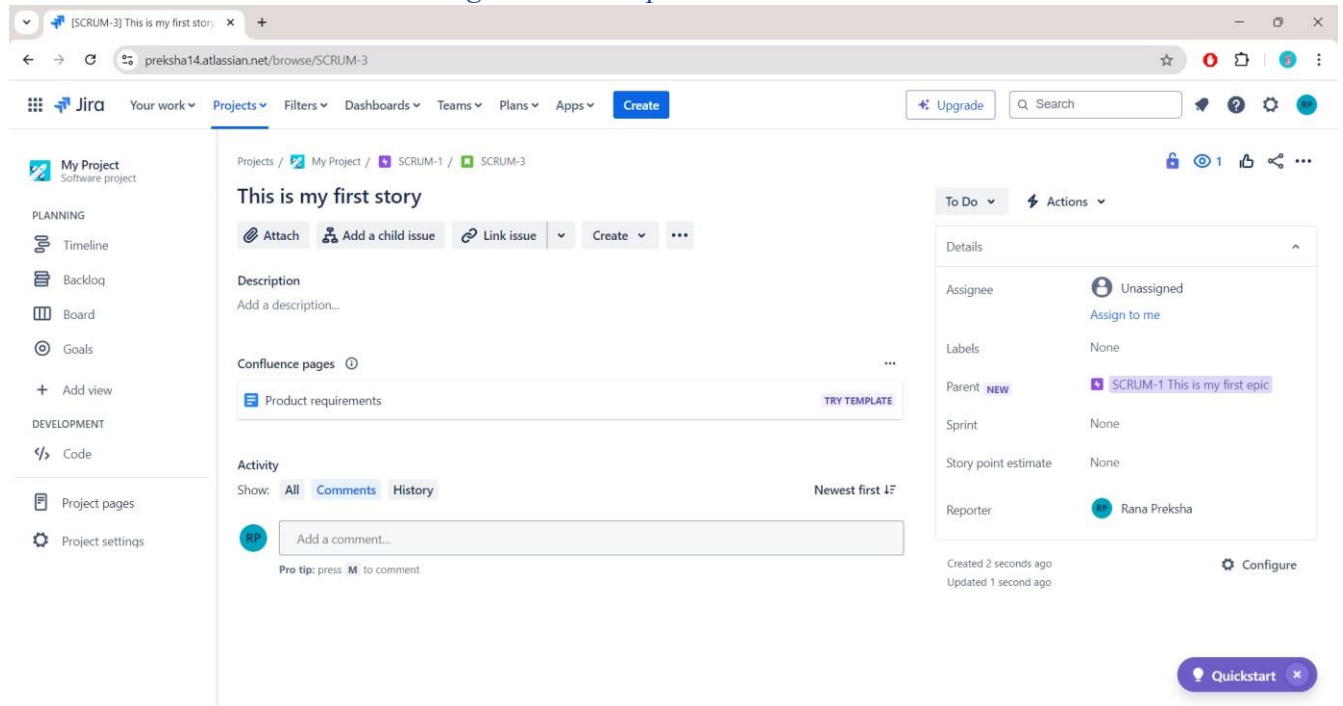 [SCRUM-3] This is my first story
preksha14.atlassian.net/browse/SCRUM-3
Jira Your work Projects Filters Dashboards Teams Plans Apps Create Upgrade Search RP
My Project
Software project
PLANNING
Timeline
Backlog
Board
Goals
Add view
DEVELOPMENT
Code
Project pages
Project settings
Projects / My Project / SCRUM-1 / SCRUM-3
This is my first story
Attach Add a child issue Link issue Create
Description
Add a description...
Confluence pages
Product requirements TRY TEMPLATE
Activity
Show: All Comments History Newest first
RP Add a comment...
Pro tip: press M to comment
1
To Do Actions
Details
Assignee Unassigned
Assign to me
Labels None
Parent NEW SCRUM-1 This is my first epic
Sprint None
Story point estimate None
Reporter RP Rana Preksha
Created 2 seconds ago Configure
Updated 1 second ago
Quickstart